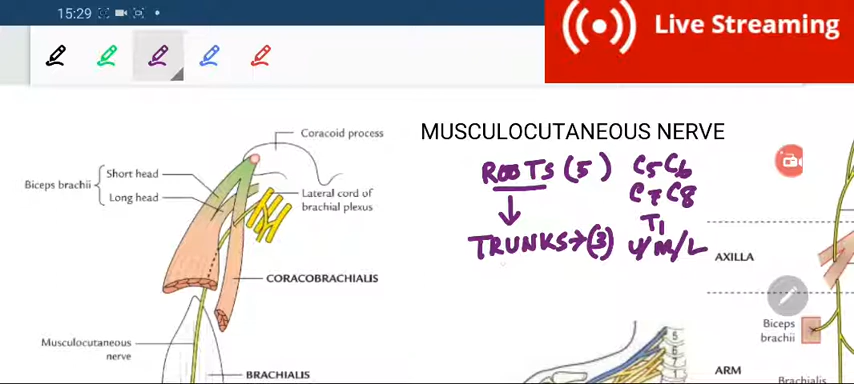 15:29
Live Streaming
Coracoid process
MUSCULOCUTANEOUS NERVE
Biceps brachii
Short head
Long head
Lateral cord of
brachial plexus
ROOTS (5) C5 C6
C7 C8
T1
TRUNKS→(3) U/M/L
AXILLA
CORACOBRACHIALIS
Biceps
brachii
Musculocutaneous
nerve
BRACHIALIS
ARM
Brachialis